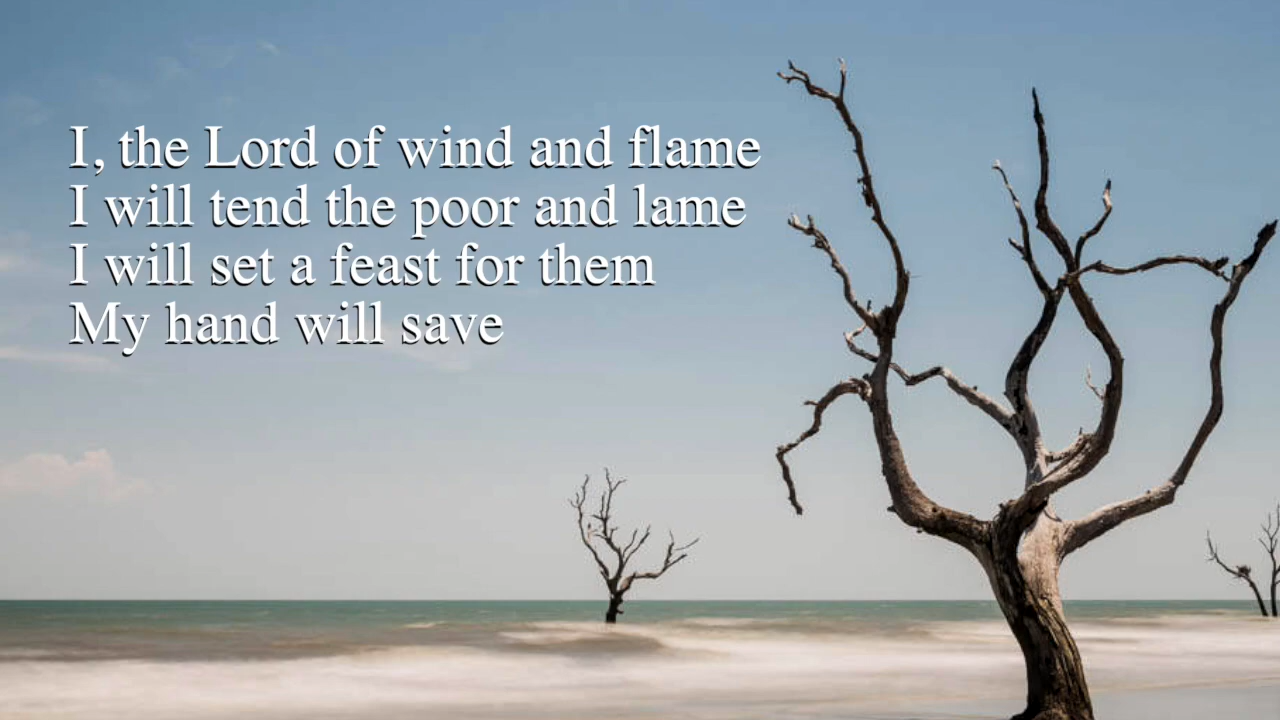 I, the Lord of wind and flame
I will tend the poor and lame
I will set a feast for them
My hand will save